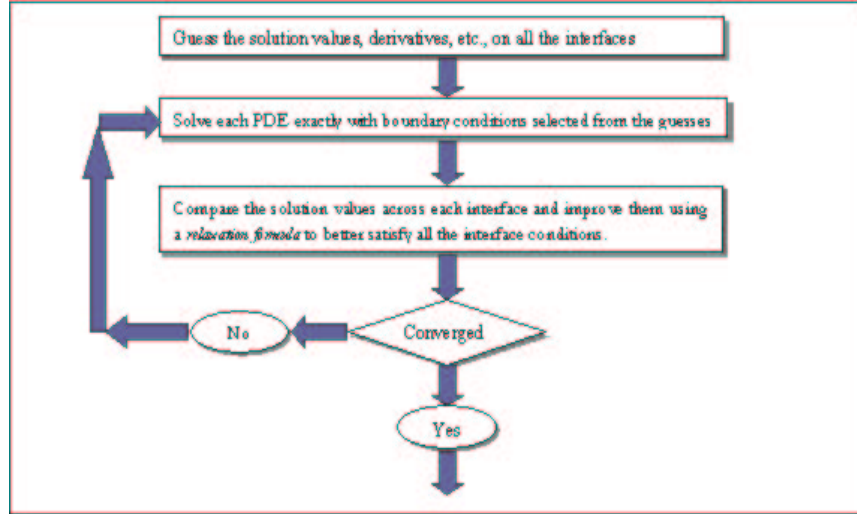 Guess the solution values, derivatives, etc., on all the interfaces
Solve each PDE exactly with boundary conditions selected from the guesses
Compare the solution values across each interface and improve them using
a relaxation formula to better satisfy all the interface conditions.
Converged
No
Yes